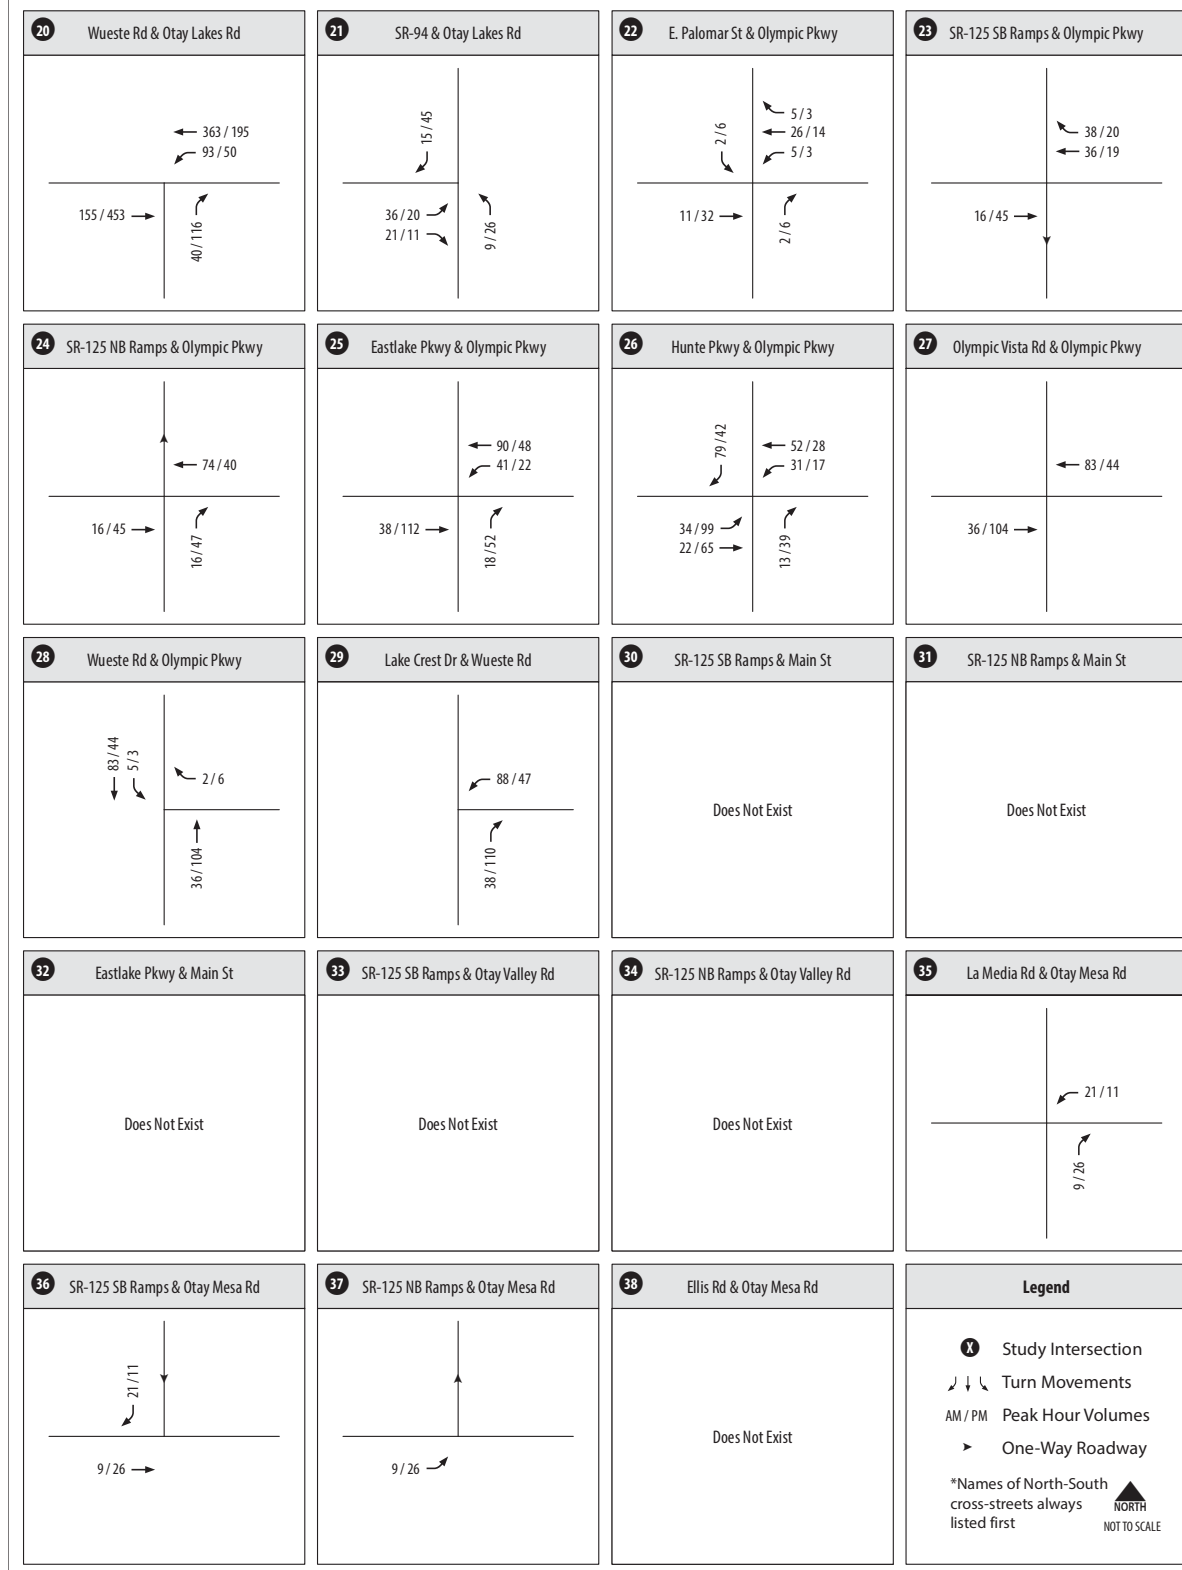 20 Wueste Rd & Otay Lakes Rd
363 / 195
93 / 50
155 / 453
40 / 116
21 SR-94 & Otay Lakes Rd
15 / 45
36 / 20
21 / 11
9 / 26
22 E. Palomar St & Olympic Pkwy
2 / 6
5 / 3
26 / 14
5 / 3
11 / 32
2 / 6
23 SR-125 SB Ramps & Olympic Pkwy
38 / 20
36 / 19
16 / 45
24 SR-125 NB Ramps & Olympic Pkwy
74 / 40
16 / 45
16 / 47
25 Eastlake Pkwy & Olympic Pkwy
90 / 48
41 / 22
38 / 112
18 / 52
26 Hunte Pkwy & Olympic Pkwy
79 / 42
52 / 28
31 / 17
34 / 99
22 / 65
13 / 39
27 Olympic Vista Rd & Olympic Pkwy
83 / 44
36 / 104
28 Wueste Rd & Olympic Pkwy
83 / 44
5 / 3
2 / 6
36 / 104
29 Lake Crest Dr & Wueste Rd
88 / 47
38 / 110
30 SR-125 SB Ramps & Main St
Does Not Exist
31 SR-125 NB Ramps & Main St
Does Not Exist
32 Eastlake Pkwy & Main St
Does Not Exist
33 SR-125 SB Ramps & Otay Valley Rd
Does Not Exist
34 SR-125 NB Ramps & Otay Valley Rd
Does Not Exist
35 La Media Rd & Otay Mesa Rd
21 / 11
9 / 26
36 SR-125 SB Ramps & Otay Mesa Rd
21 / 11
9 / 26
37 SR-125 NB Ramps & Otay Mesa Rd
9 / 26
38 Ellis Rd & Otay Mesa Rd
Does Not Exist
Legend
X Study Intersection
Turn Movements
AM / PM Peak Hour Volumes
One-Way Roadway
*Names of North-South
cross-streets always
listed first
NORTH
NOT TO SCALE